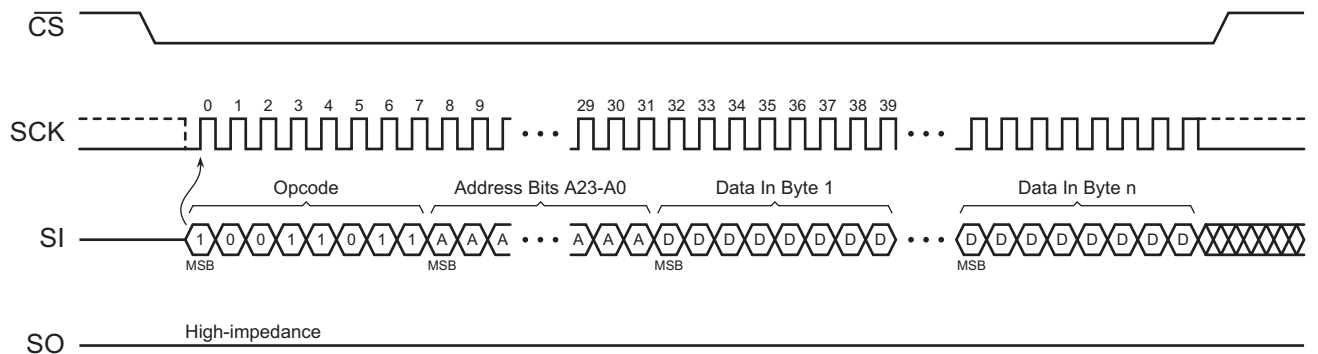 CS
0 1 2 3 4 5 6 7 8 9 29 30 31 32 33 34 35 36 37 38 39
SCK
Opcode Address Bits A23-A0 Data In Byte 1 Data In Byte n
SI 1 0 0 1 1 0 1 1 A A A A A A D D D D D D D D D D D D D D D D
MSB MSB MSB MSB
High-impedance
SO